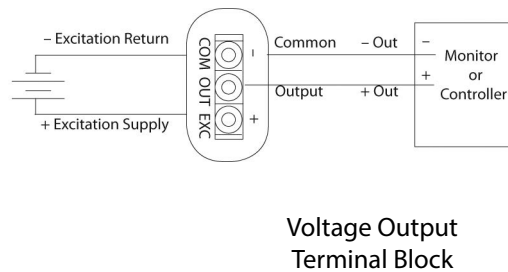 – Excitation Return
+ Excitation Supply
COM OUT EXC
–
+
Common
Output
– Out
+ Out
–
+
Monitor
or
Controller
Voltage Output
Terminal Block